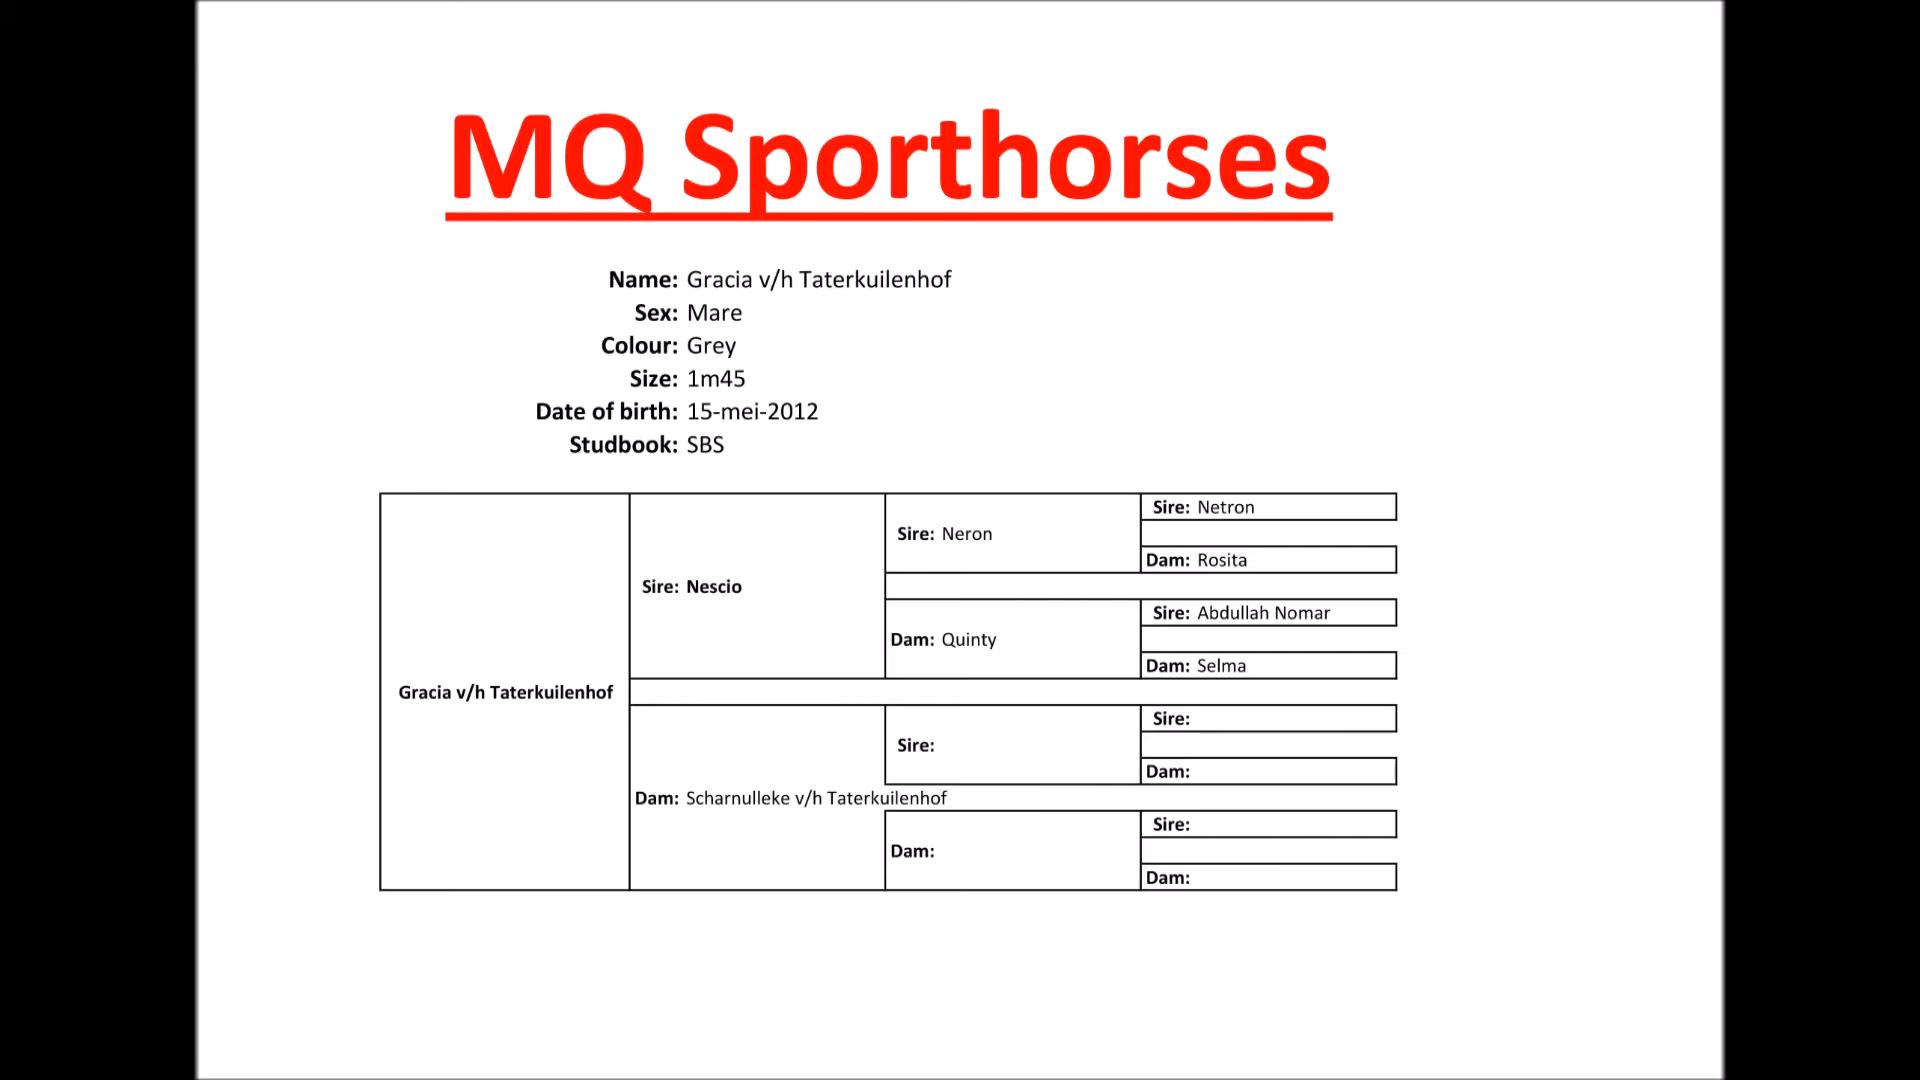 MQ Sporthorses
Name: Gracia v/h Taterkuilenhof
Sex: Mare
Colour: Grey
Size: 1m45
Date of birth: 15-mei-2012
Studbook: SBS
Sire: Netron
Sire: Neron
Dam: Rosita
Sire: Nescio
Sire: Abdullah Nomar
Dam: Quinty
Dam: Selma
Gracia v/h Taterkuilenhof
Sire:
Sire:
Dam:
Dam: Scharnulleke v/h Taterkuilenhof
Sire:
Dam:
Dam: